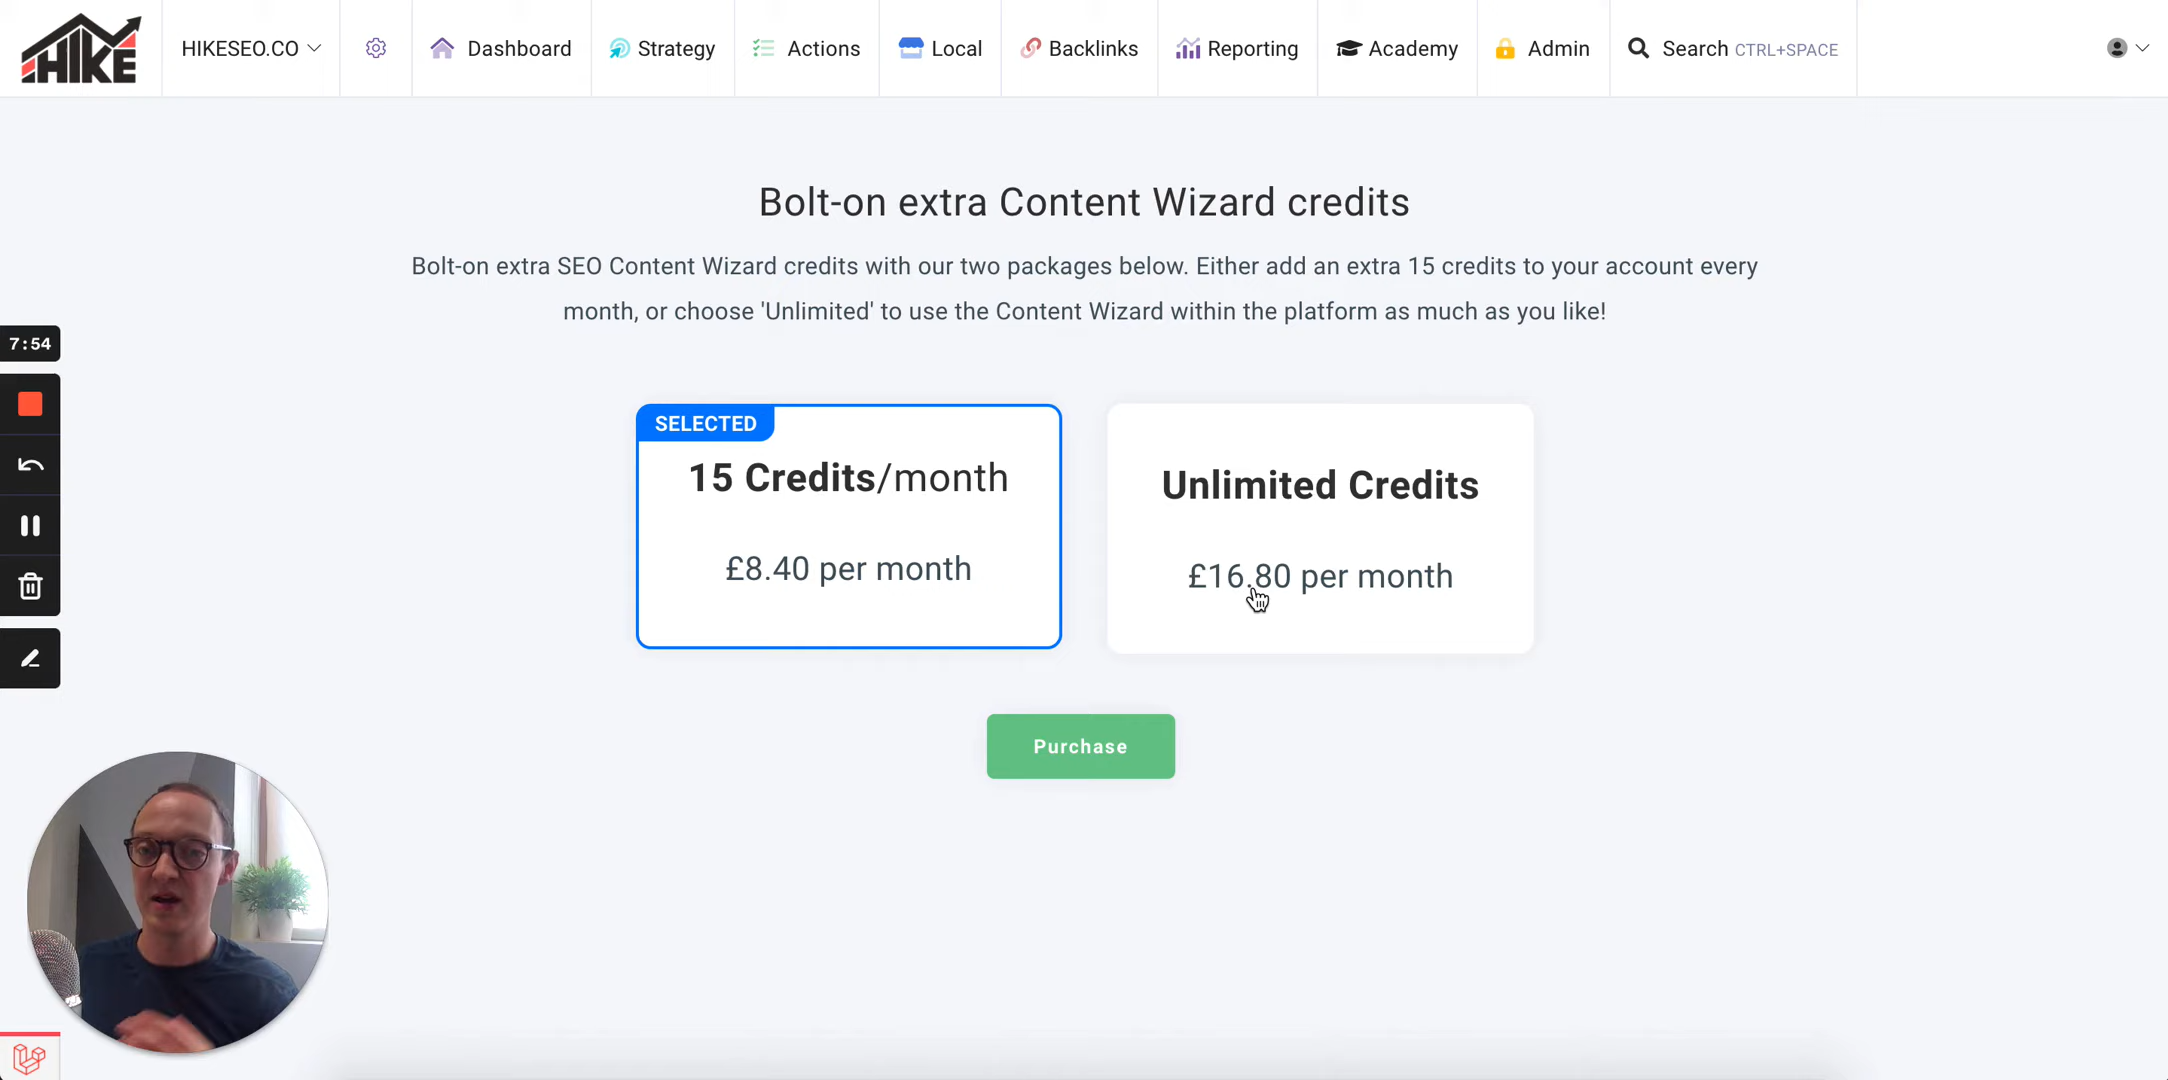 HIKE
HIKESEO.CO
Dashboard
Strategy
Actions
Local
Backlinks
Reporting
Academy
Admin
Search CTRL+SPACE
Bolt-on extra Content Wizard credits
Bolt-on extra SEO Content Wizard credits with our two packages below. Either add an extra 15 credits to your account every
month, or choose 'Unlimited' to use the Content Wizard within the platform as much as you like!
7:54
SELECTED
15 Credits/month
£8.40 per month
Unlimited Credits
£16.80 per month
Purchase